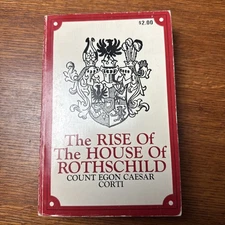 $2.00
The RISE Of
The HOUSE Of
ROTHSCHILD
COUNT EGON CAESAR
CORTI